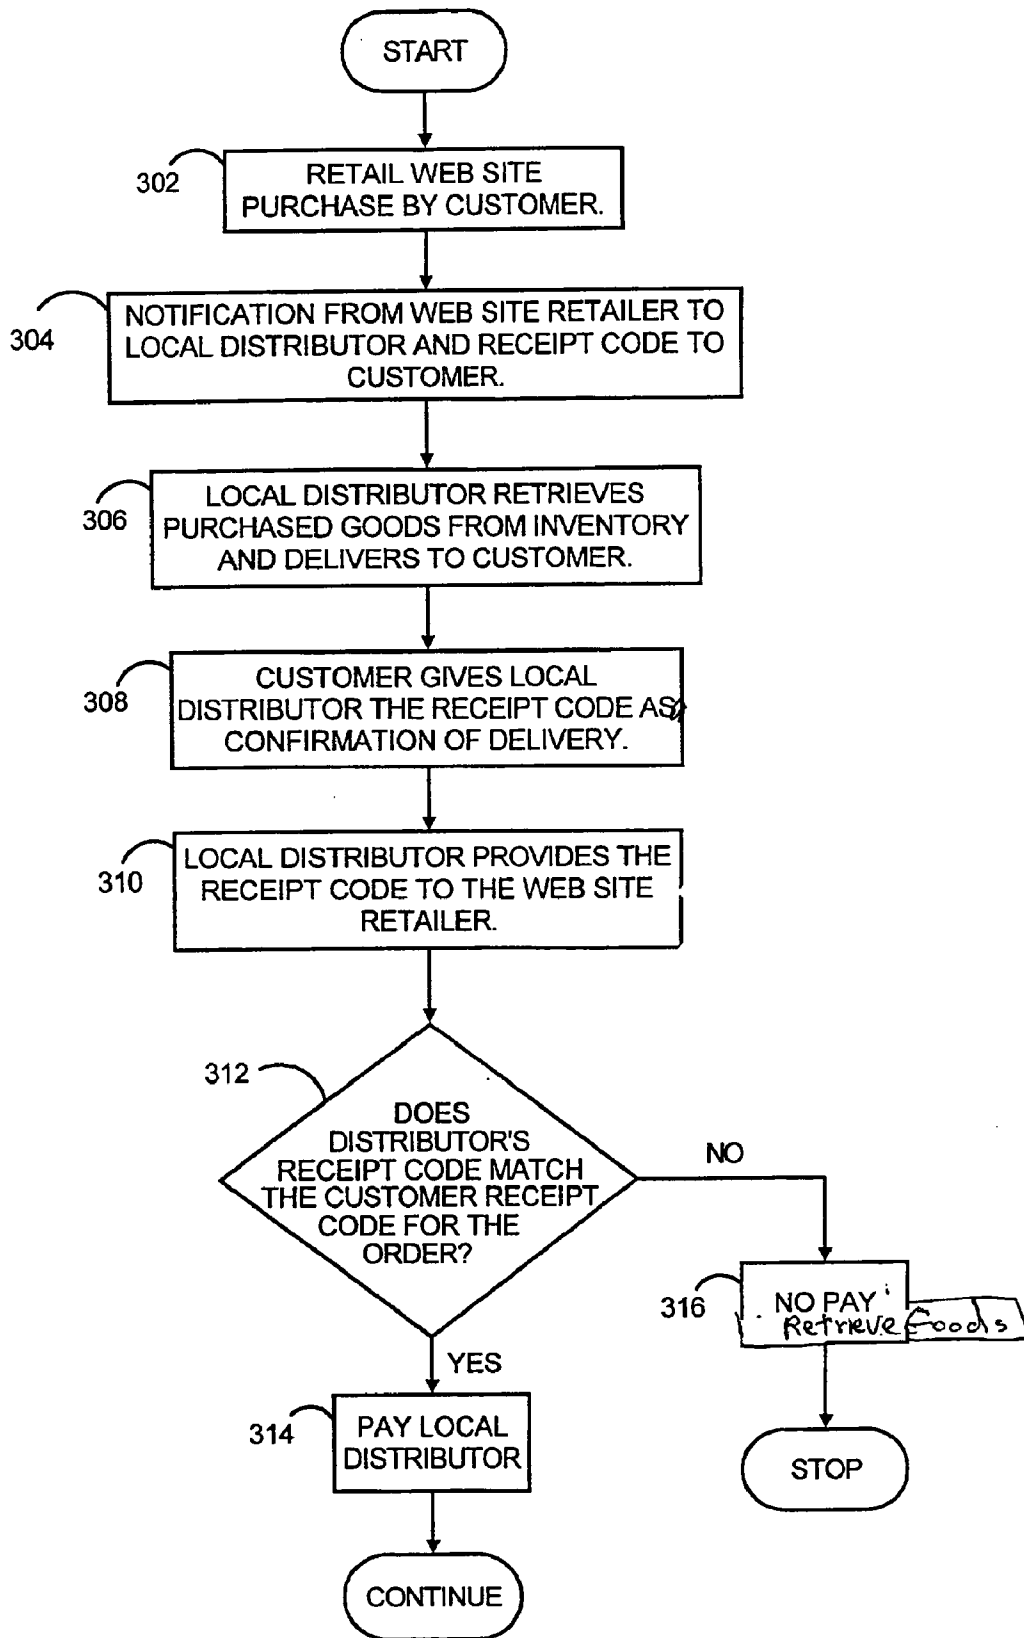 START
302
RETAIL WEB SITE
PURCHASE BY CUSTOMER.
304
NOTIFICATION FROM WEB SITE RETAILER TO
LOCAL DISTRIBUTOR AND RECEIPT CODE TO
CUSTOMER.
306
LOCAL DISTRIBUTOR RETRIEVES
PURCHASED GOODS FROM INVENTORY
AND DELIVERS TO CUSTOMER.
308
CUSTOMER GIVES LOCAL
DISTRIBUTOR THE RECEIPT CODE AS
CONFIRMATION OF DELIVERY.
310
LOCAL DISTRIBUTOR PROVIDES THE
RECEIPT CODE TO THE WEB SITE
RETAILER.
312
DOES
DISTRIBUTOR'S
RECEIPT CODE MATCH
THE CUSTOMER RECEIPT
CODE FOR THE
ORDER?
NO
316
NO PAY
Retrieve Goods
YES
314
PAY LOCAL
DISTRIBUTOR
STOP
CONTINUE